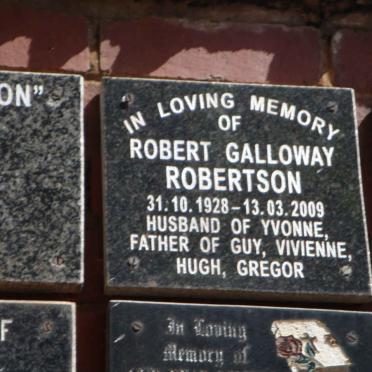 ON”
IN LOVING MEMORY
OF
ROBERT GALLOWAY
ROBERTSON
31.10.1928 – 13.03.2009
HUSBAND OF YVONNE,
FATHER OF GUY, VIVIENNE,
HUGH, GREGOR
F
In Loving
Memory of